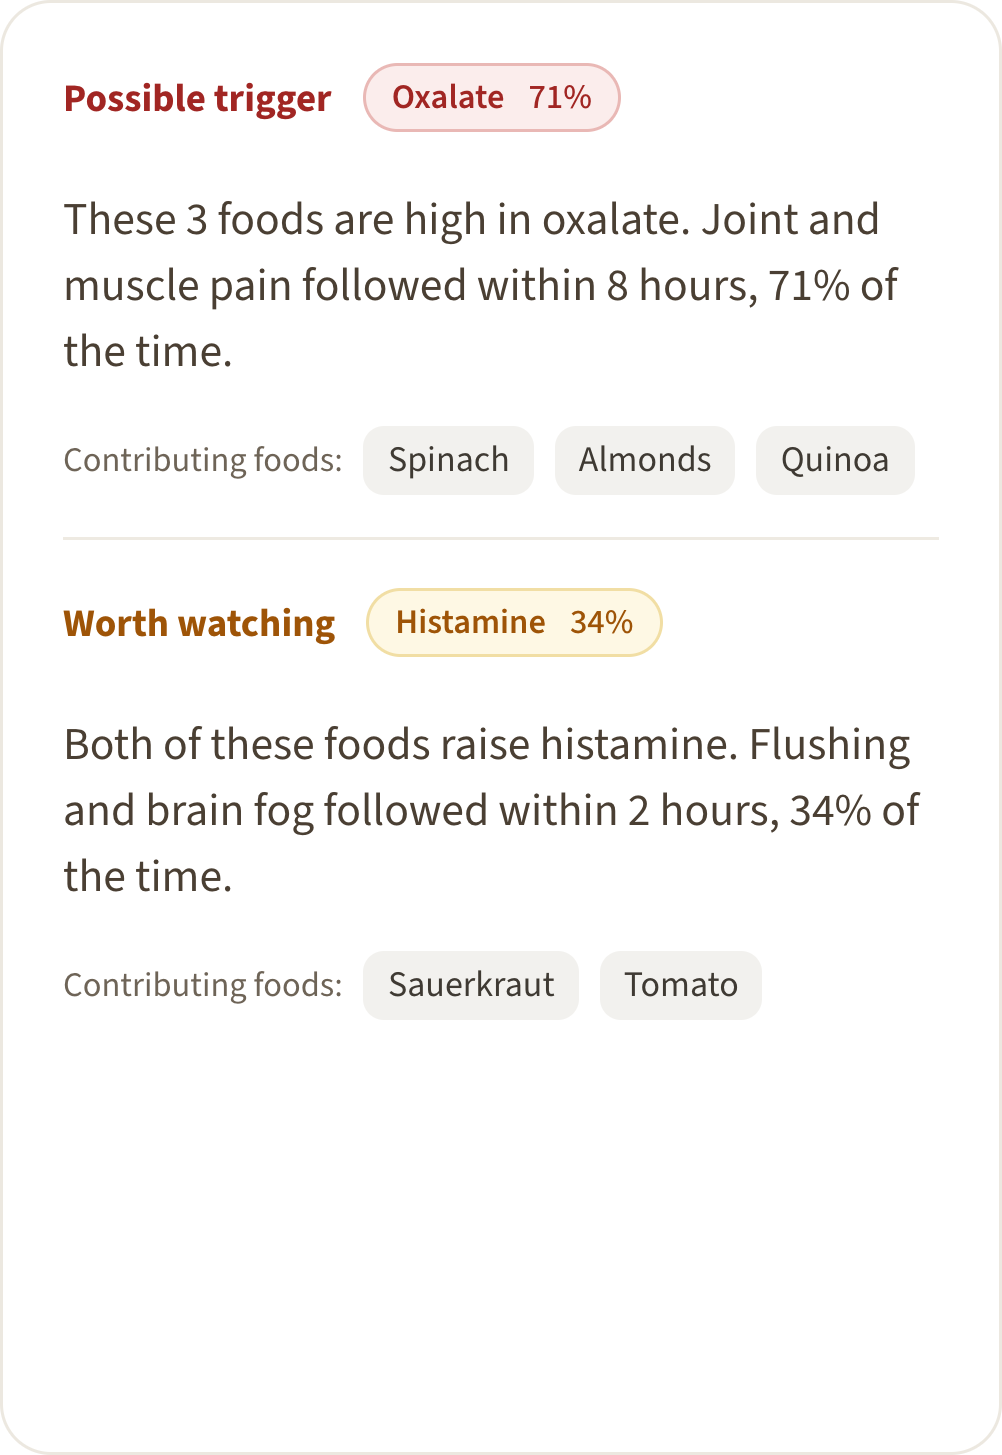 Possible trigger Oxalate 71%
These 3 foods are high in oxalate. Joint and
muscle pain followed within 8 hours, 71% of
the time.
Contributing foods: Spinach Almonds Quinoa
Worth watching Histamine 34%
Both of these foods raise histamine. Flushing
and brain fog followed within 2 hours, 34% of
the time.
Contributing foods: Sauerkraut Tomato